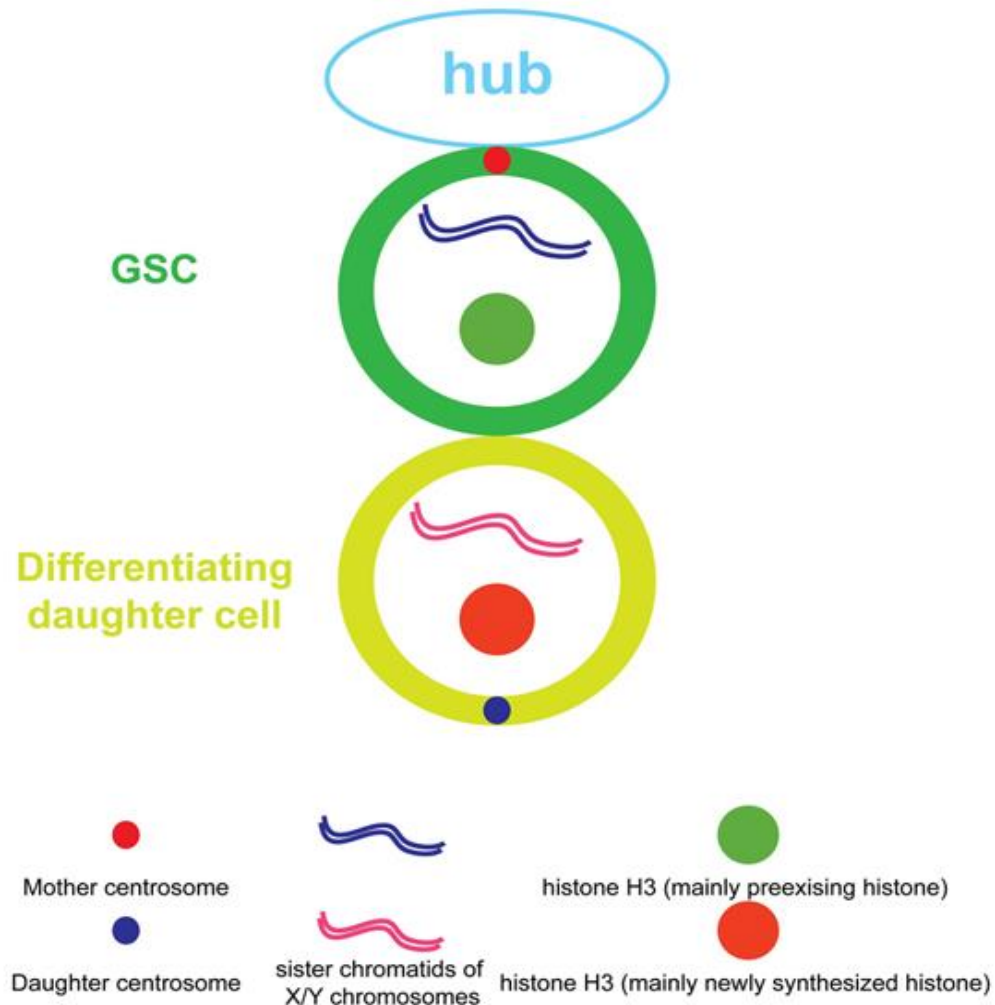 hub
GSC
Differentiating
daughter cell
Mother centrosome
histone H3 (mainly preexising histone)
Daughter centrosome
sister chromatids of
X/Y chromosomes
histone H3 (mainly newly synthesized histone)